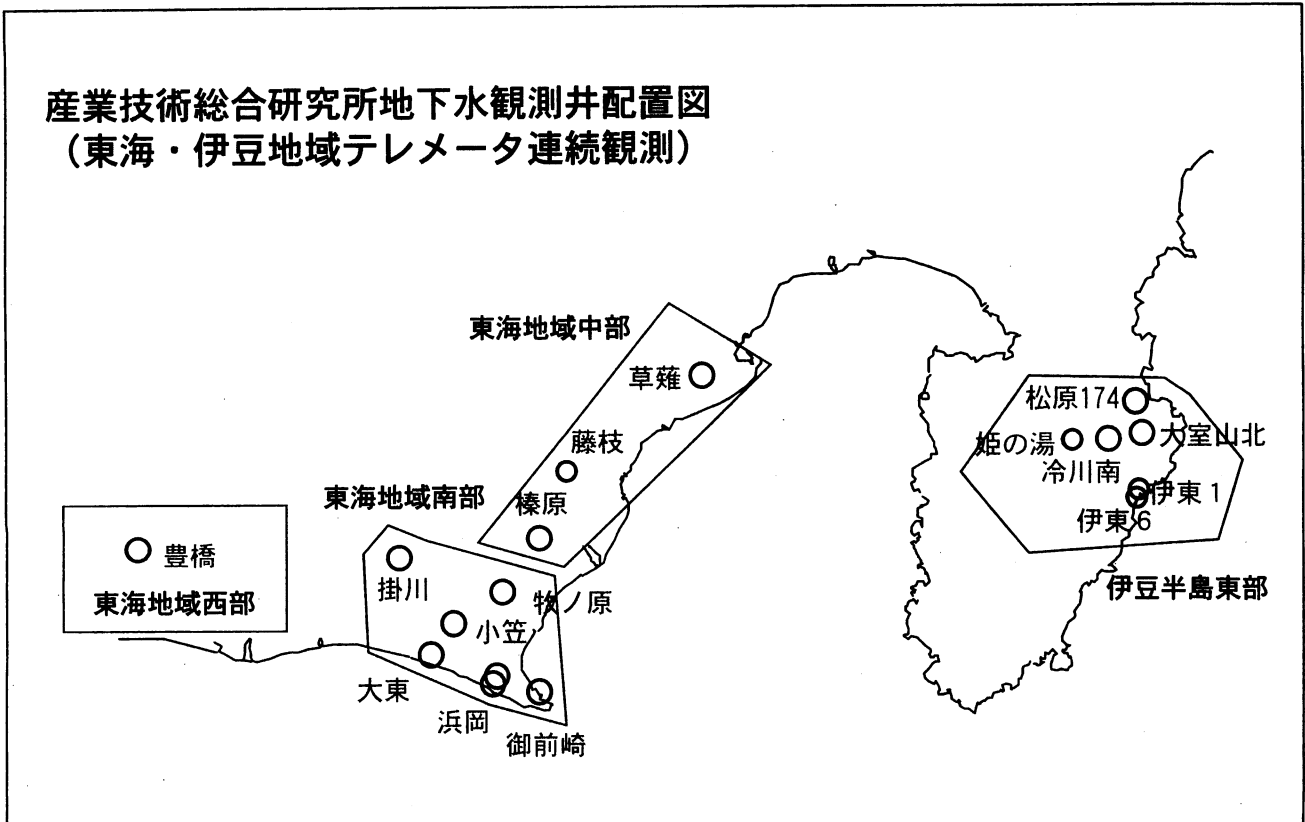 産業技術総合研究所地下水観測井配置図
（東海・伊豆地域テレメータ連続観測）
東海地域中部
草薙
藤枝
東海地域南部
榛原
豊橋
東海地域西部
掛川
牧ノ原
小笠
大東
浜岡
御前崎
松原174
姫の湯
大室山北
冷川南
伊東1
伊東6
伊豆半島東部